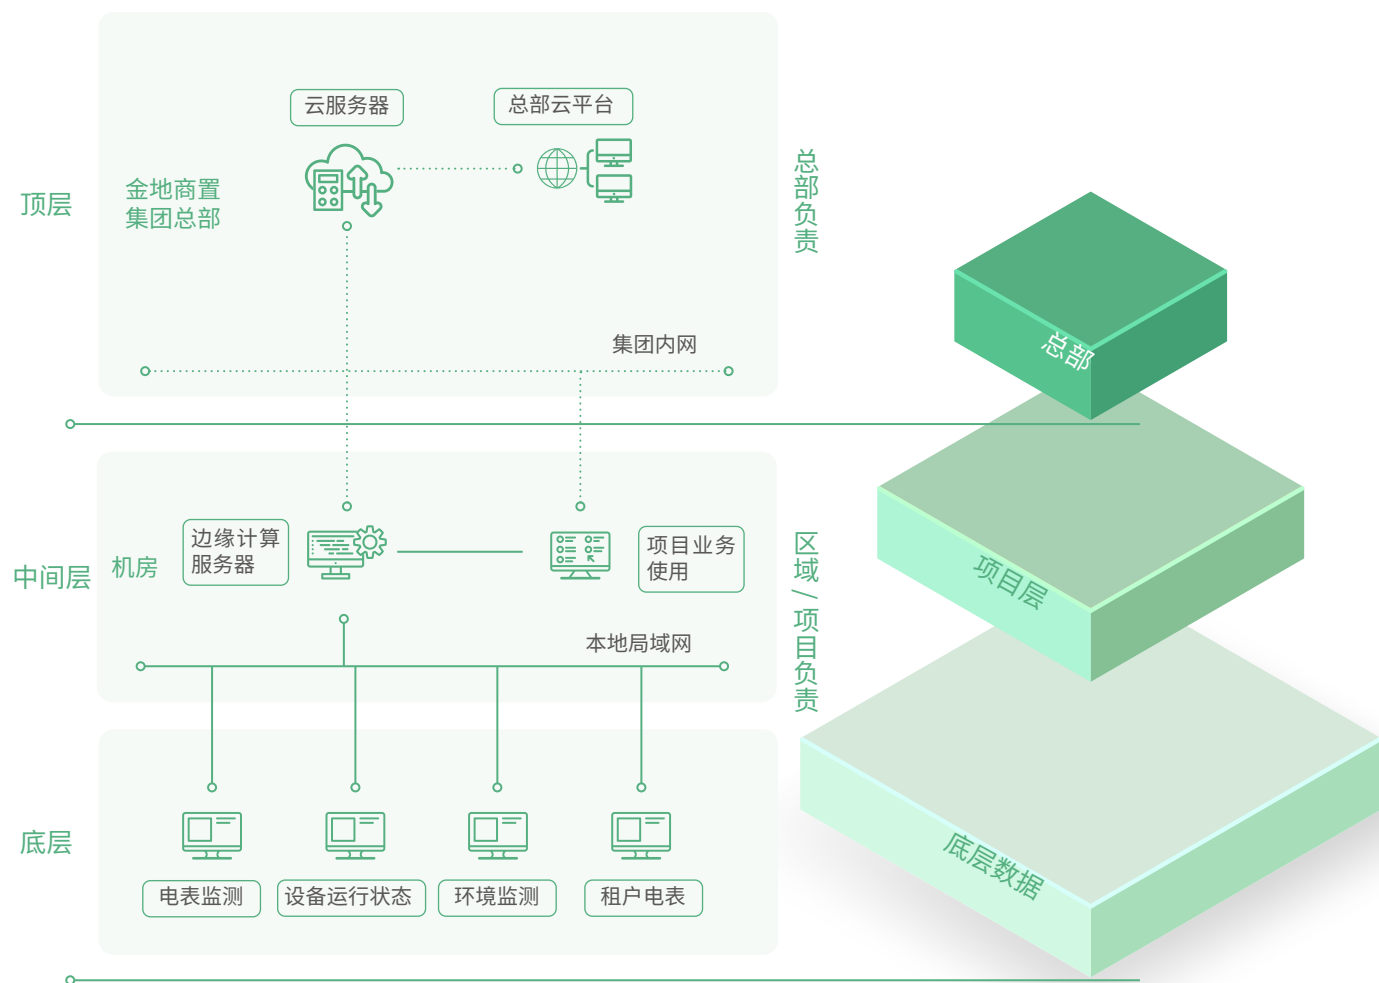 云服务器
总部云平台
顶层
金地商置
集团总部
总部负责
集团内网
总部
中间层
机房
边缘计算
服务器
项目业务
使用
区域/项目负责
项目层
本地局域网
底层
电表监测
设备运行状态
环境监测
租户电表
底层数据